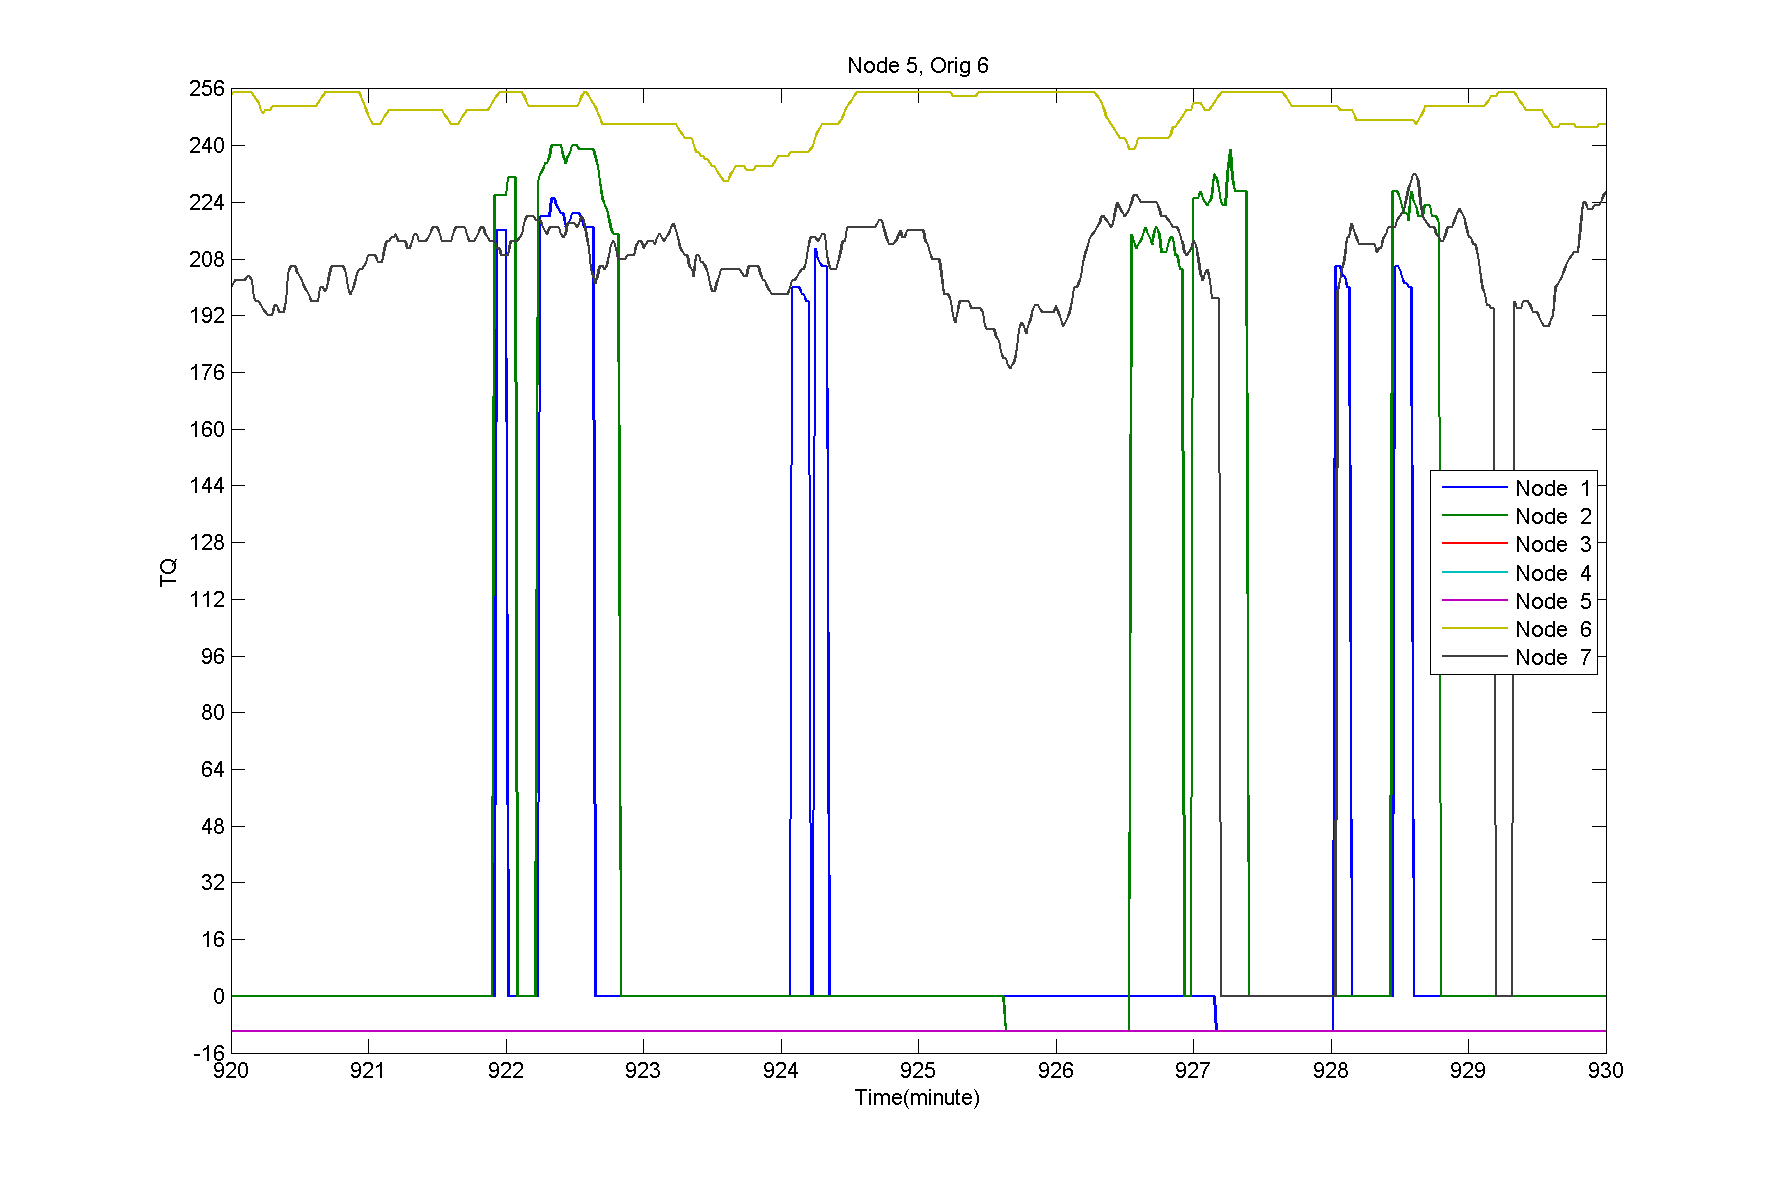 Node 5, Orig 6
256
240
224
208
192
176
160
144
128
112
96
80
64
48
32
16
0
-16
TQ
Node 1
Node 2
Node 3
Node 4
Node 5
Node 6
Node 7
920 921 922 923 924 925 926 927 928 929 930
Time(minute)